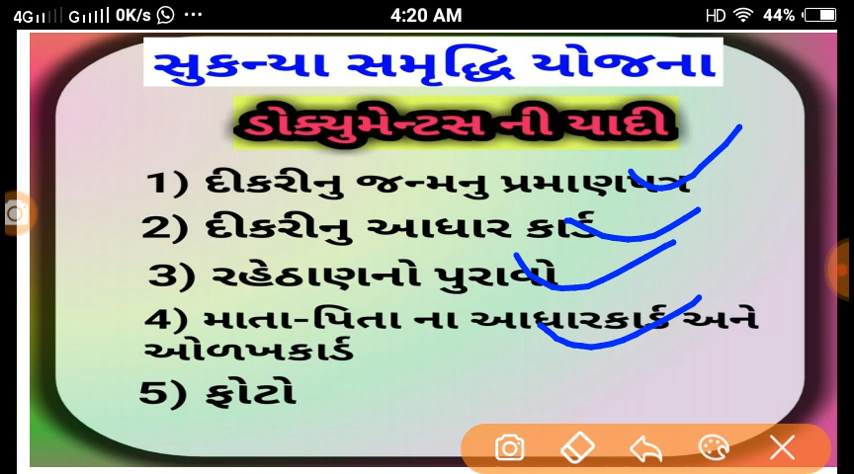 4G G 0K/s 4:20 AM HD 44%
સુકન્યા સમૃદ્ધિ યોજના
ડોક્યુમેન્ટસ ની યાદી
1) દીકરીનુ જન્મનુ પ્રમાણપત્ર
2) દીકરીનુ આધાર કાર્ડ
3) રહેઠાણનો પુરાવો
4) માતા-પિતા ના આધારકાર્ડ અને
ઓળખકાર્ડ
5) ફોટો